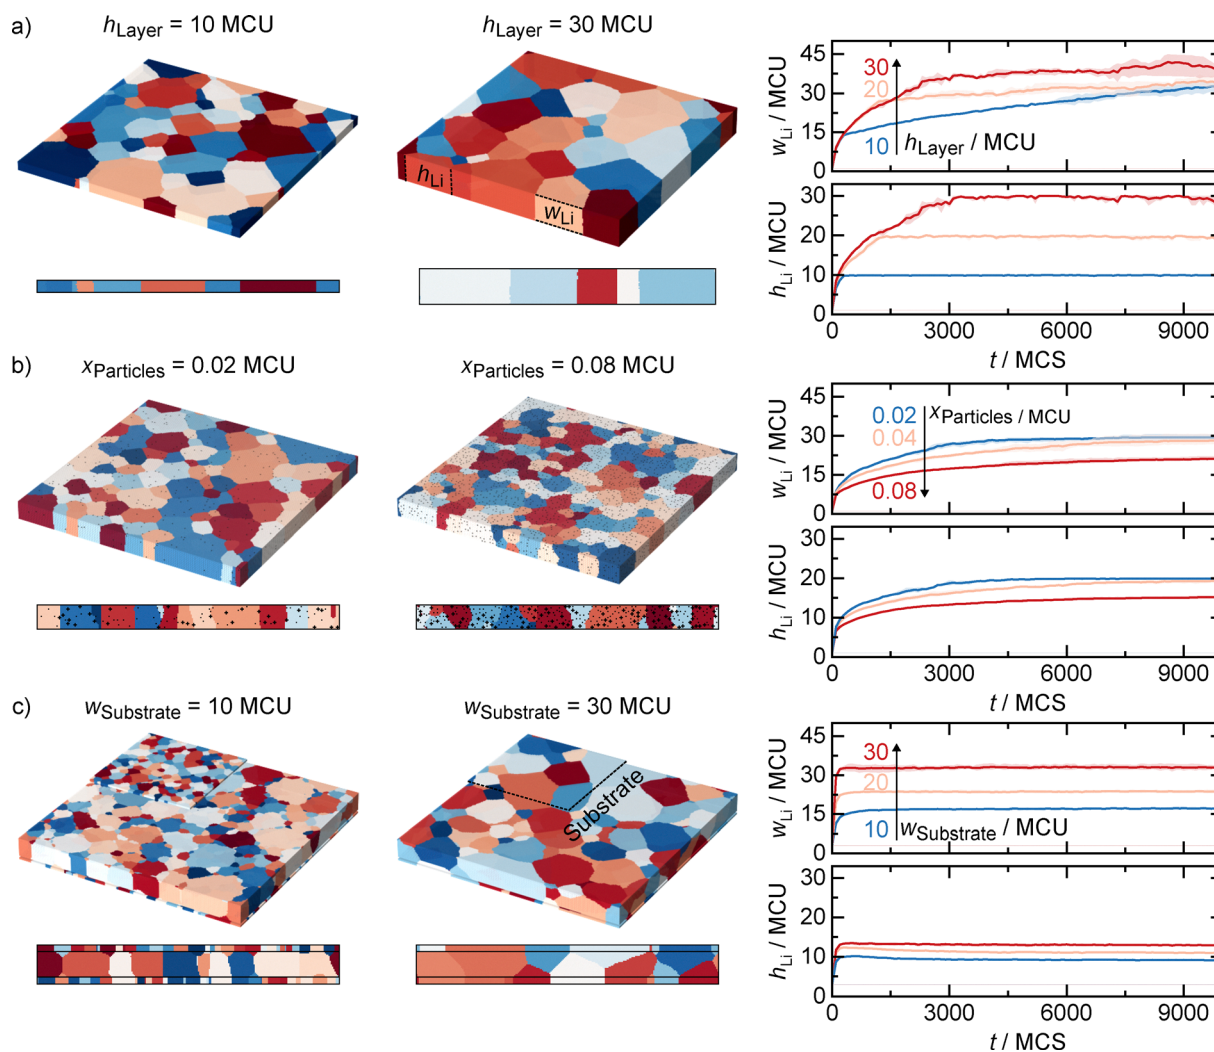 a)
hLayer = 10 MCU
hLayer = 30 MCU
hLi
wLi
45
30
15
0
wLi / MCU
30
20
10
hLayer / MCU
30
20
10
0
hLi / MCU
0
3000
6000
9000
t / MCS
b)
xParticles = 0.02 MCU
xParticles = 0.08 MCU
45
30
15
0
wLi / MCU
0.02
0.04
0.08
xParticles / MCU
30
20
10
0
hLi / MCU
0
3000
6000
9000
t / MCS
c)
wSubstrate = 10 MCU
wSubstrate = 30 MCU
Substrate
45
30
15
0
wLi / MCU
30
20
10
wSubstrate / MCU
30
20
10
0
hLi / MCU
0
3000
6000
9000
t / MCS